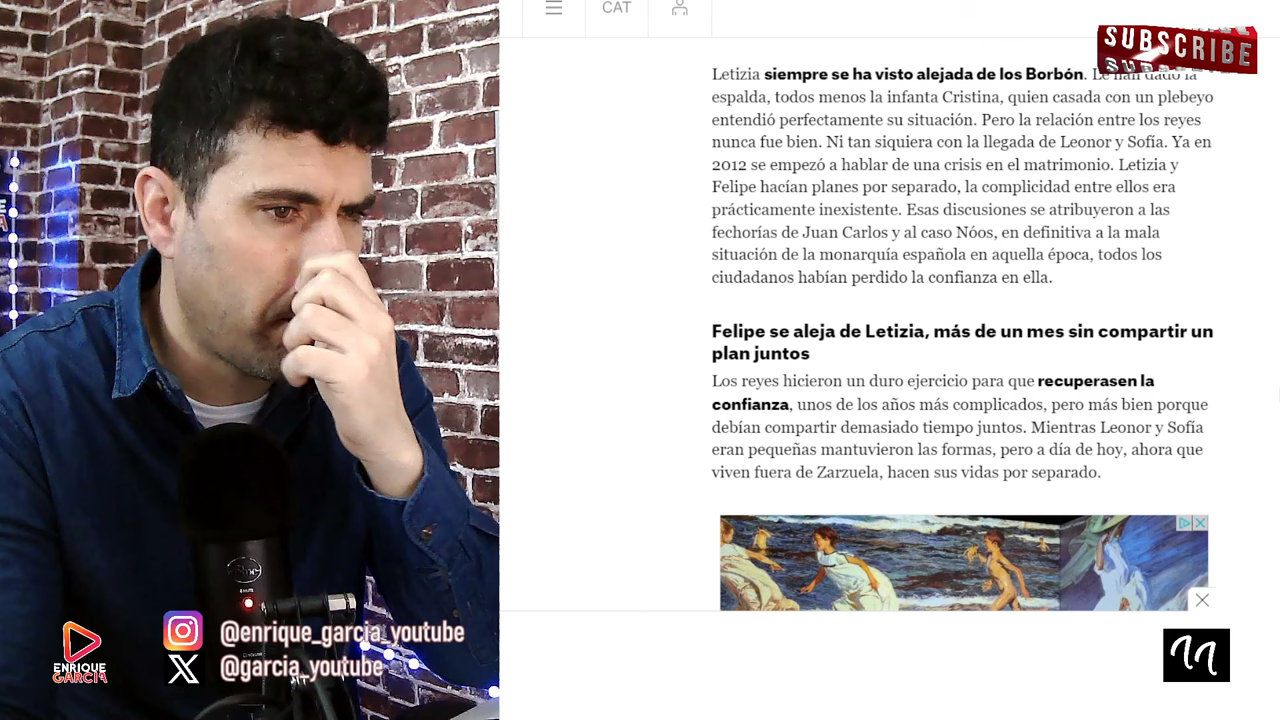 CAT
SUBSCRIBE
Letizia siempre se ha visto alejada de los Borbón. Le han dado la
espalda, todos menos la infanta Cristina, quien casada con un plebeyo
entendió perfectamente su situación. Pero la relación entre los reyes
nunca fue bien. Ni tan siquiera con la llegada de Leonor y Sofía. Ya en
2012 se empezó a hablar de una crisis en el matrimonio. Letizia y
Felipe hacían planes por separado, la complicidad entre ellos era
prácticamente inexistente. Esas discusiones se atribuyeron a las
fechorías de Juan Carlos y al caso Nóos, en definitiva a la mala
situación de la monarquía española en aquella época, todos los
ciudadanos habían perdido la confianza en ella.
Felipe se aleja de Letizia, más de un mes sin compartir un
plan juntos
Los reyes hicieron un duro ejercicio para que recuperasen la
confianza, unos de los años más complicados, pero más bien porque
debían compartir demasiado tiempo juntos. Mientras Leonor y Sofía
eran pequeñas mantuvieron las formas, pero a día de hoy, ahora que
viven fuera de Zarzuela, hacen sus vidas por separado.
ENRIQUE
GARCIA
@enrique_garcia_youtube
@garcia_youtube